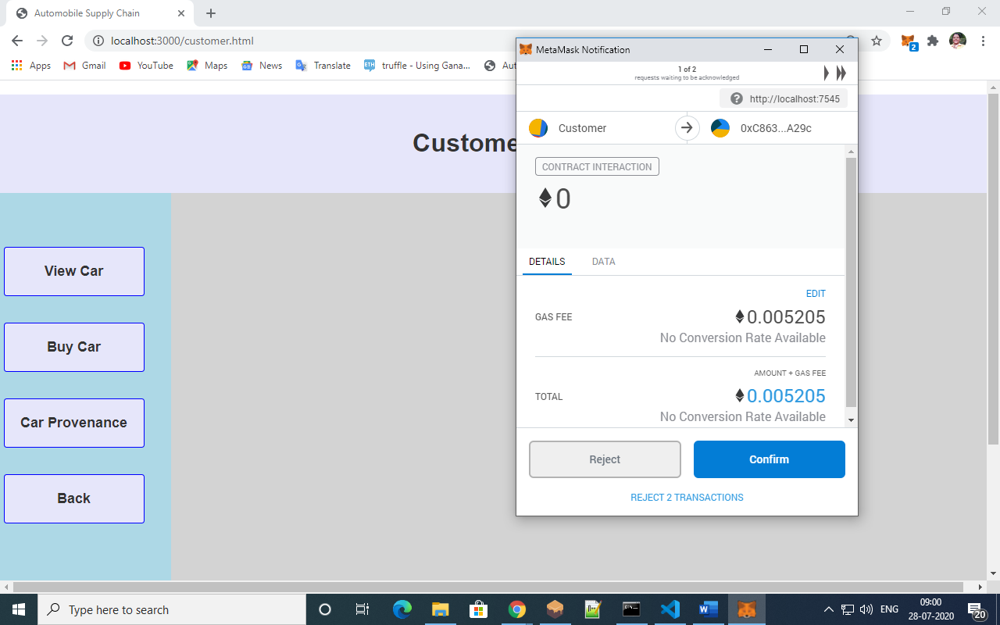 Automobile Supply Chain
localhost:3000/customer.html
2
Apps
Gmail
YouTube
Maps
News
Translate
ETH
truffle - Using Gana...
Aut
Custome
View Car
Buy Car
Car Provenance
Back
MetaMask Notification
1 of 2
requests waiting to be acknowledged
http://localhost:7545
Customer
0xC863...A29c
CONTRACT INTERACTION
0
DETAILS
DATA
EDIT
GAS FEE
0.005205
No Conversion Rate Available
AMOUNT + GAS FEE
TOTAL
0.005205
No Conversion Rate Available
Reject
Confirm
REJECT 2 TRANSACTIONS
Type here to search
ENG
09:00
28-07-2020
20